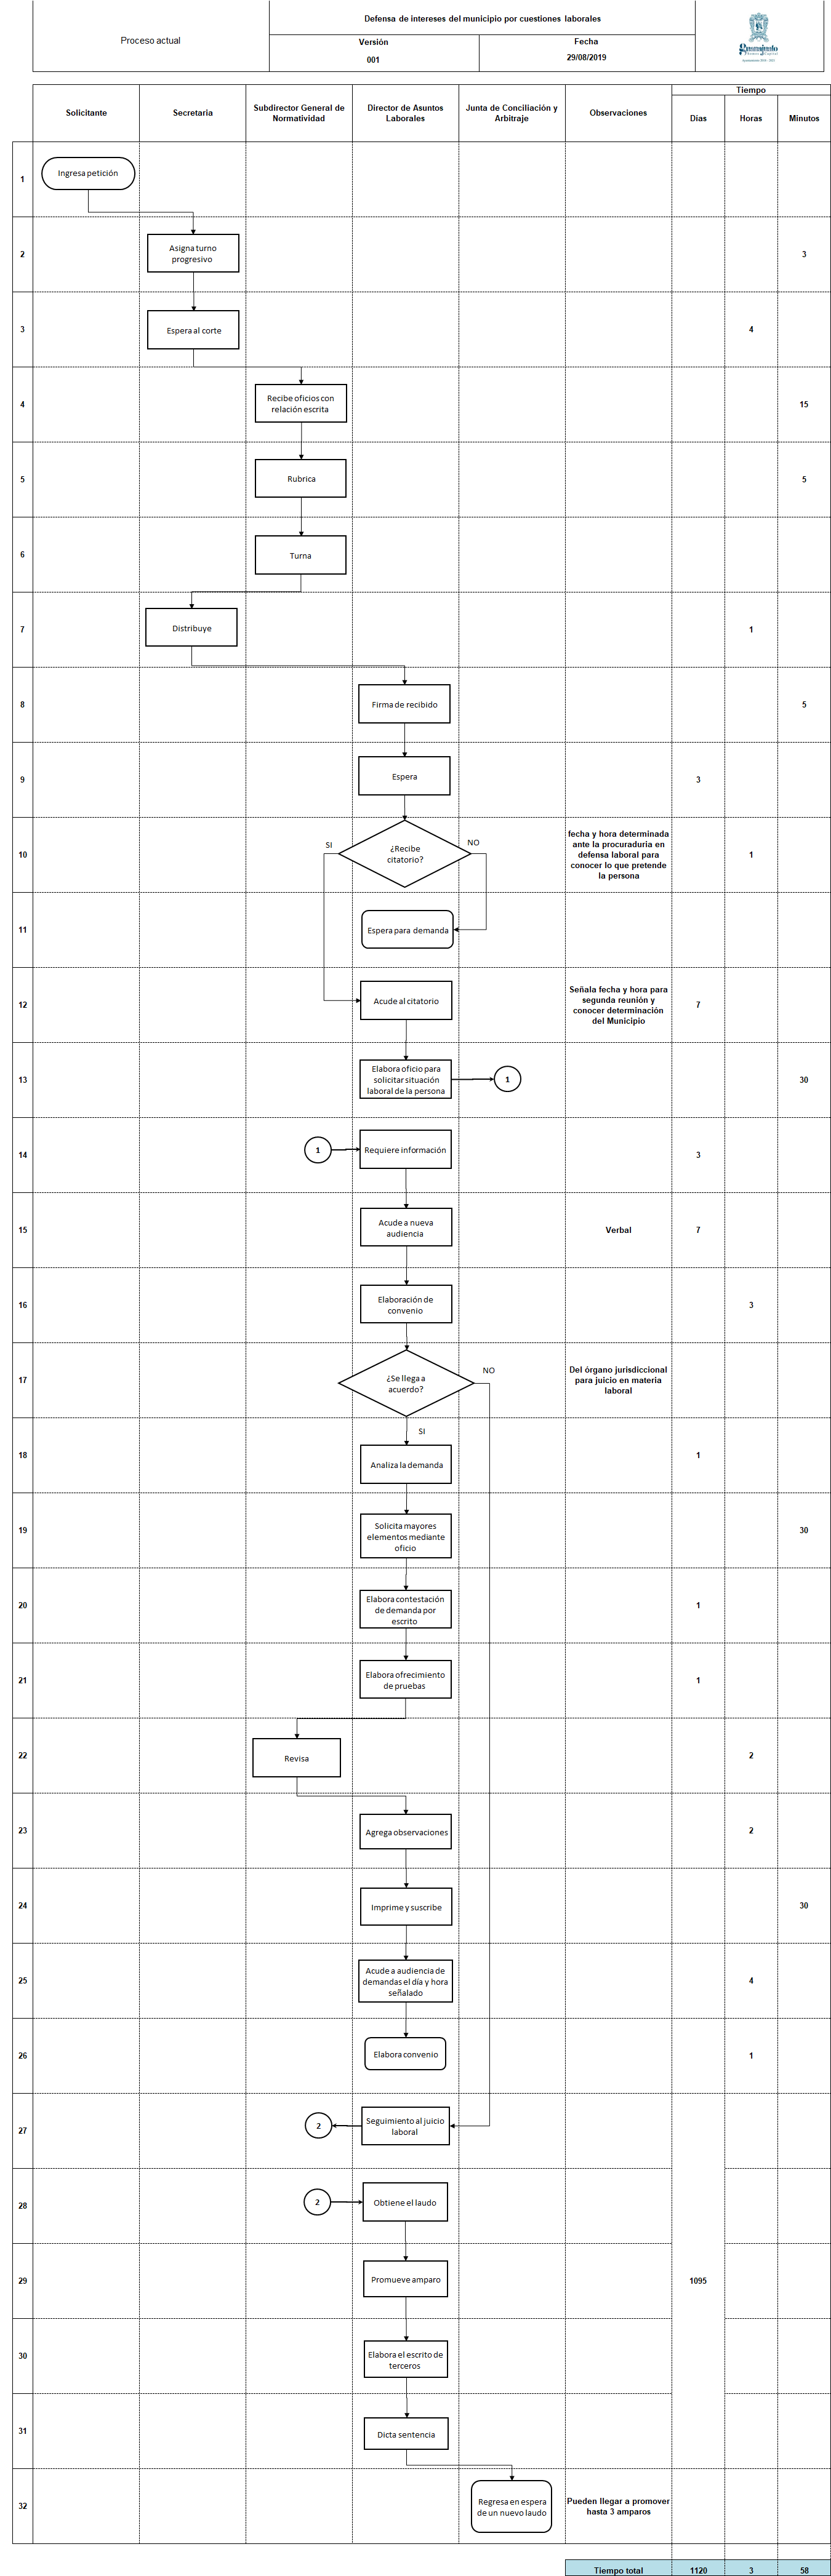 Proceso actual
Defensa de intereses del municipio por cuestiones laborales
Versión
Fecha
001
29/08/2019
Guanajuato
Tiempo
Solicitante
Secretaria
Subdirector General de
Normatividad
Director de Asuntos
Laborales
Junta de Conciliación y
Arbitraje
Observaciones
Días
Horas
Minutos
1
Ingresa petición
2
Asigna turno
progresivo
3
3
Espera al corte
4
4
Recibe oficios con
relación escrita
15
5
Rubrica
5
6
Turna
7
Distribuye
1
8
Firma de recibido
5
9
Espera
3
10
SI
¿Recibe
citatorio?
NO
fecha y hora determinada
ante la procuraduría en
defensa laboral para
conocer lo que pretende
la persona
1
11
Espera para demanda
12
Acude al citatorio
Señala fecha y hora para
segunda reunión y
conocer determinación
del Municipio
7
13
Elabora oficio para
solicitar situación
laboral de la persona
1
30
14
1
Requiere información
3
15
Acude a nueva
audiencia
Verbal
7
16
Elaboración de
convenio
3
17
¿Se llega a
acuerdo?
NO
SI
Del órgano jurisdiccional
para juicio en materia
laboral
18
Analiza la demanda
1
19
Solicita mayores
elementos mediante
oficio
30
20
Elabora contestación
de demanda por
escrito
1
21
Elabora ofrecimiento
de pruebas
1
22
Revisa
2
23
Agrega observaciones
2
24
Imprime y suscribe
30
25
Acude a audiencia de
demandas el día y hora
señalado
4
26
Elabora convenio
1
27
2
Seguimiento al juicio
laboral
28
2
Obtiene el laudo
29
Promueve amparo
1095
30
Elabora el escrito de
terceros
31
Dicta sentencia
32
Regresa en espera
de un nuevo laudo
Pueden llegar a promover
hasta 3 amparos
Tiempo total
1120
3
58